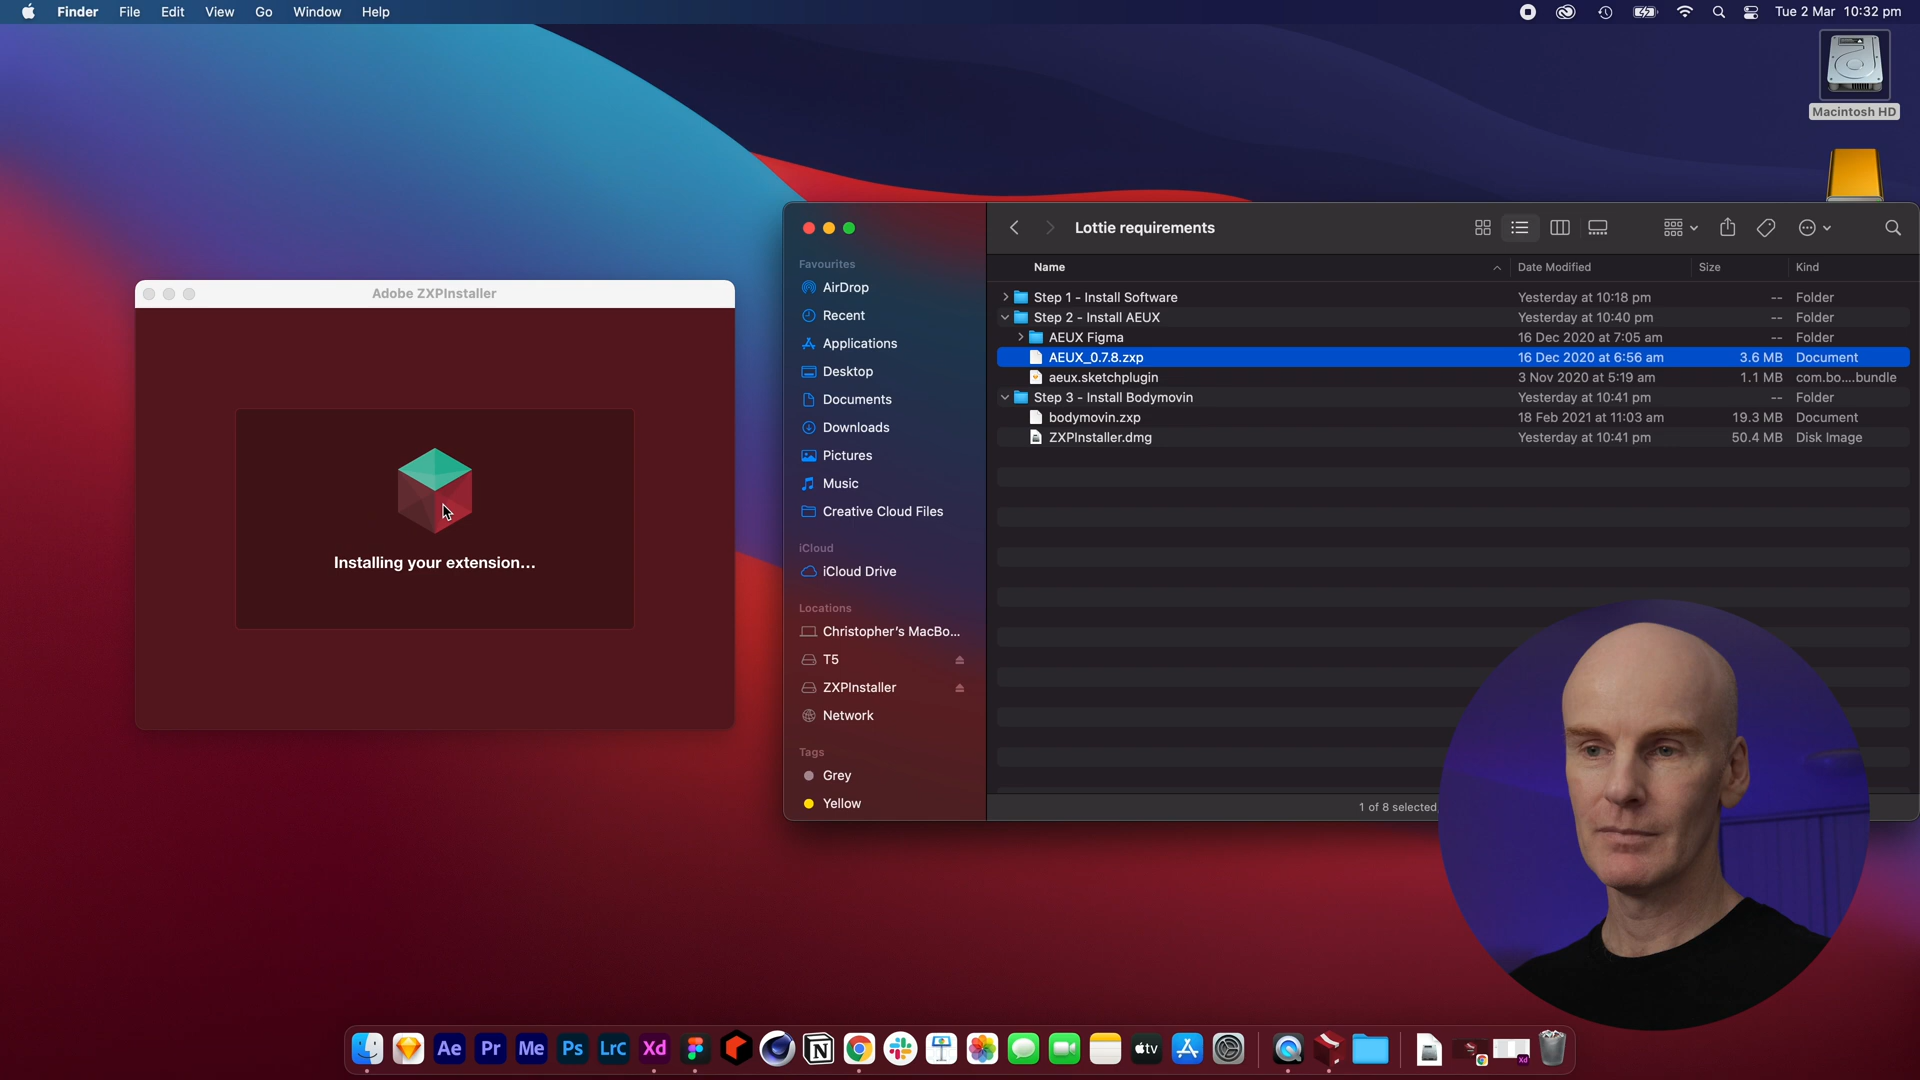 Finder File Edit View Go Window Help
Tue 2 Mar 10:32 pm
Macintosh HD
Adobe ZXPInstaller
Installing your extension...
Lottie requirements
Favourites
AirDrop
Recent
Applications
Desktop
Documents
Downloads
Pictures
Music
Creative Cloud Files
iCloud
iCloud Drive
Locations
Christopher's MacBo...
T5
ZXPInstaller
Network
Tags
Grey
Yellow
Name Date Modified Size Kind
Step 1 - Install Software Yesterday at 10:18 pm -- Folder
Step 2 - Install AEUX Yesterday at 10:40 pm -- Folder
AEUX Figma 16 Dec 2020 at 7:05 am -- Folder
AEUX_0.7.8.zxp 16 Dec 2020 at 6:56 am 3.6 MB Document
aeux.sketchplugin 3 Nov 2020 at 5:19 am 1.1 MB com.bo....bundle
Step 3 - Install Bodymovin Yesterday at 10:41 pm -- Folder
bodymovin.zxp 18 Feb 2021 at 11:03 am 19.3 MB Document
ZXPInstaller.dmg Yesterday at 10:41 pm 50.4 MB Disk Image
1 of 8 selected,
Ae Pr Me Ps LrC Xd N tv
Xd